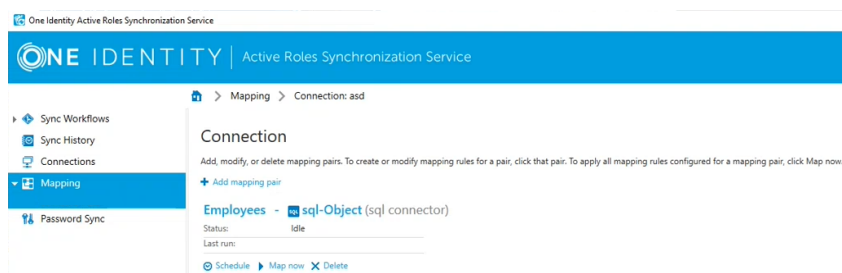 One Identity Active Roles Synchronization Service
ONE IDENTITY | Active Roles Synchronization Service
Mapping > Connection: asd
Sync Workflows
Sync History
Connections
Mapping
Password Sync
Connection
Add, modify, or delete mapping pairs. To create or modify mapping rules for a pair, click that pair. To apply all mapping rules configured for a mapping pair, click Map now.
Add mapping pair
Employees - SQL sql-Object (sql connector)
Status: Idle
Last run:
Schedule Map now Delete